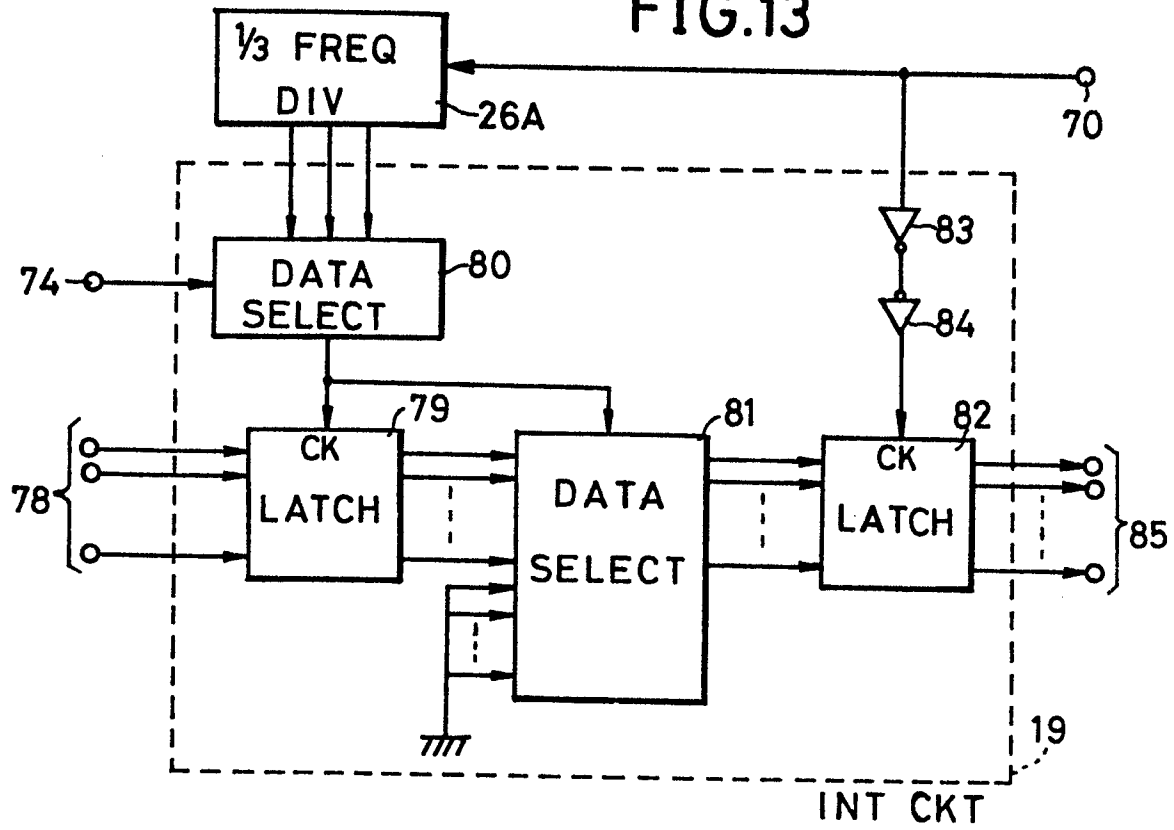 FIG.13
1/3 FREQ
DIV
26A
70
83
74
DATA
SELECT
80
84
79
81
82
CK
LATCH
78
DATA
SELECT
CK
LATCH
85
19
INT CKT